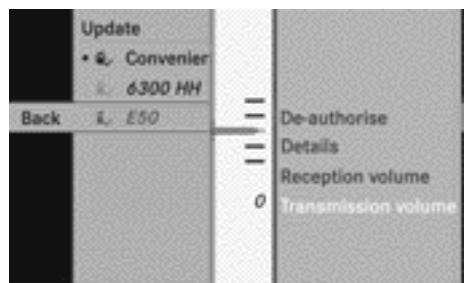 Update
• Convenier
6300 HH
Back E50
De-authorise
Details
Reception volume
0 Transmission volume